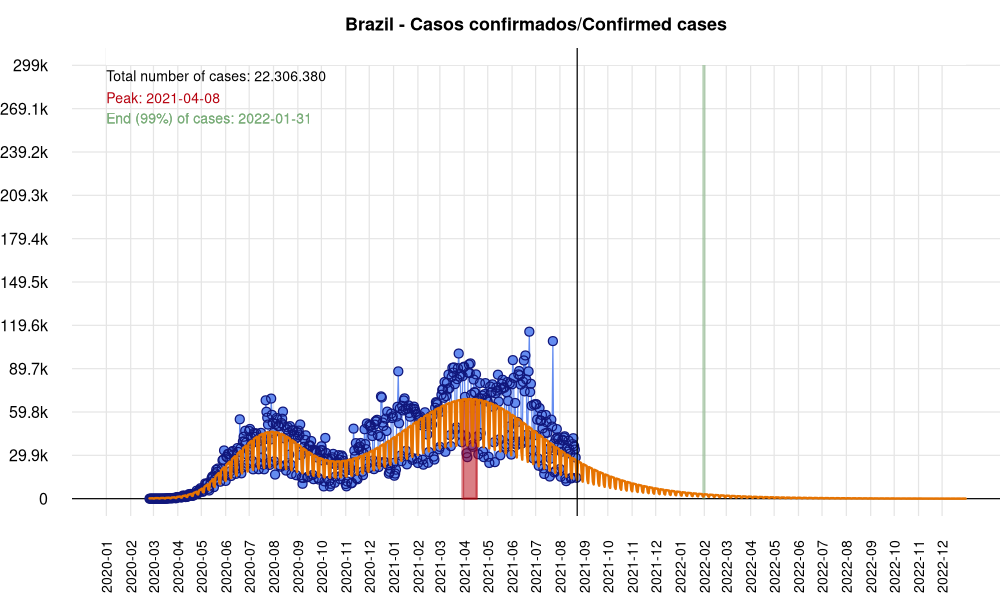 Brazil - Casos confirmados/Confirmed cases
Total number of cases: 22.306.380
Peak: 2021-04-08
End (99%) of cases: 2022-01-31
299k
269.1k
239.2k
209.3k
179.4k
149.5k
119.6k
89.7k
59.8k
29.9k
0
2020-01
2020-02
2020-03
2020-04
2020-05
2020-06
2020-07
2020-08
2020-09
2020-10
2020-11
2020-12
2021-01
2021-02
2021-03
2021-04
2021-05
2021-06
2021-07
2021-08
2021-09
2021-10
2021-11
2021-12
2022-01
2022-02
2022-03
2022-04
2022-05
2022-06
2022-07
2022-08
2022-09
2022-10
2022-11
2022-12